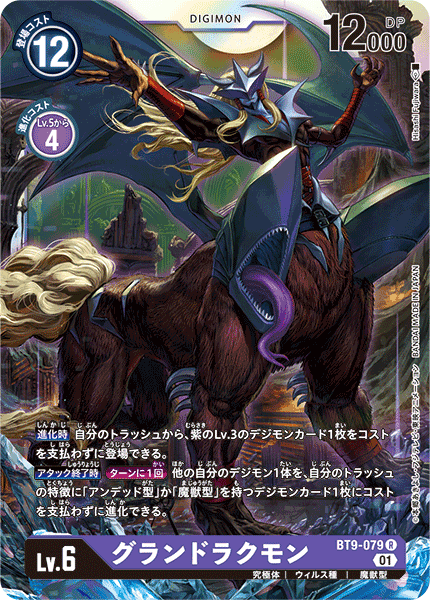 DIGIMON
登場コスト
12
DP
12000
進化コスト
Lv.5から
4
Hisashi Fujiwara
BANDAI MADE IN JAPAN
進化時 自分のトラッシュから、紫のLv.3のデジモンカード1枚をコスト
を支払わずに登場できる。
アタック終了時 ターンに1回 他の自分のデジモン1体を、自分のトラッシュ
の特徴に「アンデッド型」か「魔獣型」を持つデジモンカード1枚にコスト
を支払わずに進化できる。
BT9-079 R
Lv.6
グランドラクモン
01
究極体 | ウィルス種 | 魔獣型